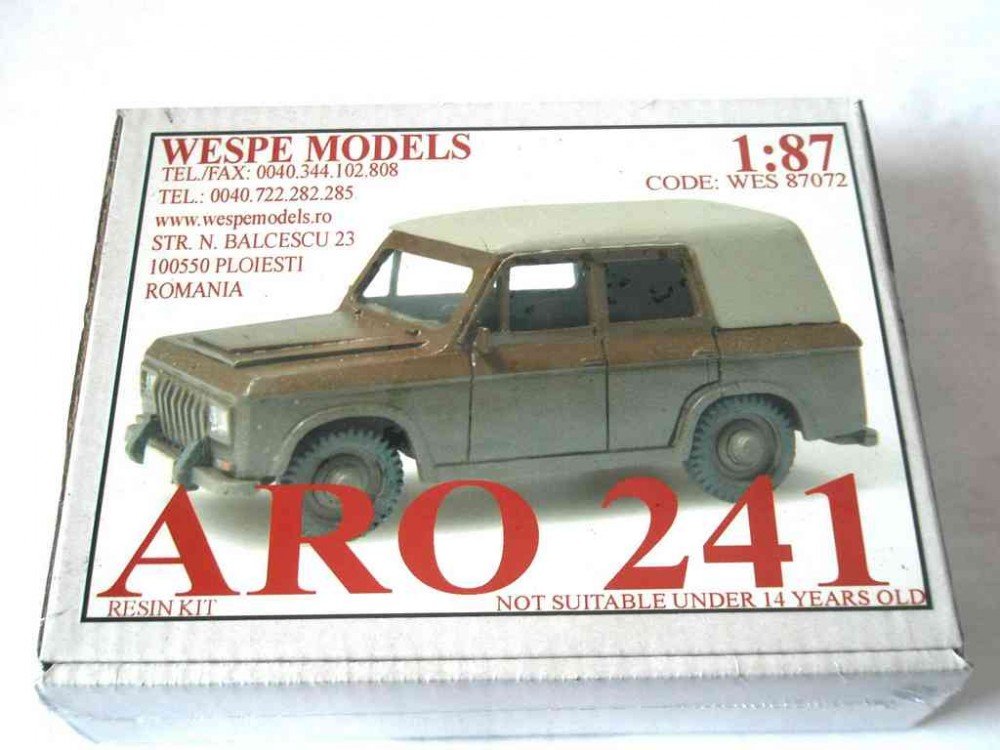 WESPE MODELS
TEL./FAX: 0040.344.102.808
TEL.: 0040.722.282.285
www.wespemodels.ro
STR. N. BALCESCU 23
100550 PLOIESTI
ROMANIA
1:87
CODE: WES 87072
ARO 241
RESIN KIT
NOT SUITABLE UNDER 14 YEARS OLD